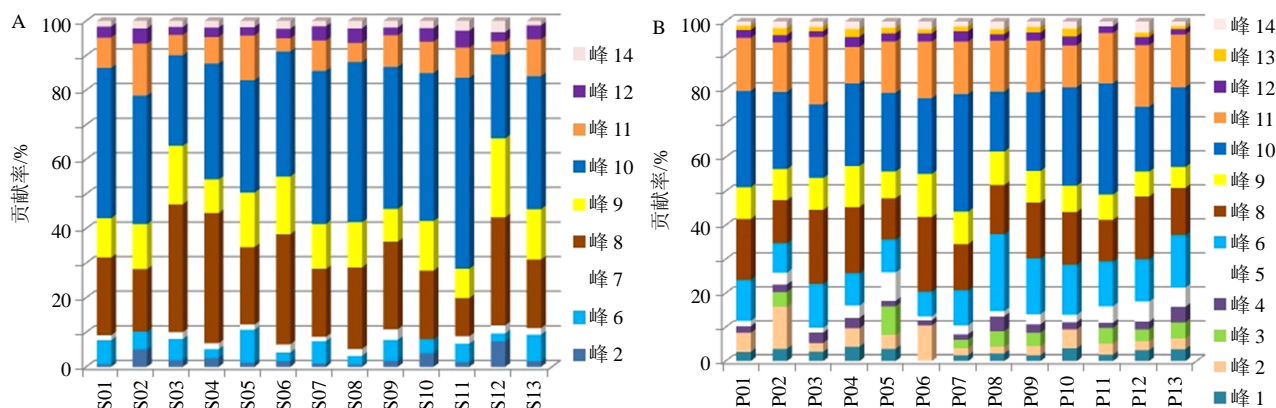 A
贡献率/%
100
80
60
40
20
0
S01 S02 S03 S04 S05 S06 S07 S08 S09 S10 S11 S12 S13
峰 14
峰 12
峰 11
峰 10
峰 9
峰 8
峰 7
峰 6
峰 2
B
贡献率/%
100
80
60
40
20
0
P01 P02 P03 P04 P05 P06 P07 P08 P09 P10 P11 P12 P13
峰 14
峰 13
峰 12
峰 11
峰 10
峰 9
峰 8
峰 6
峰 5
峰 4
峰 3
峰 2
峰 1